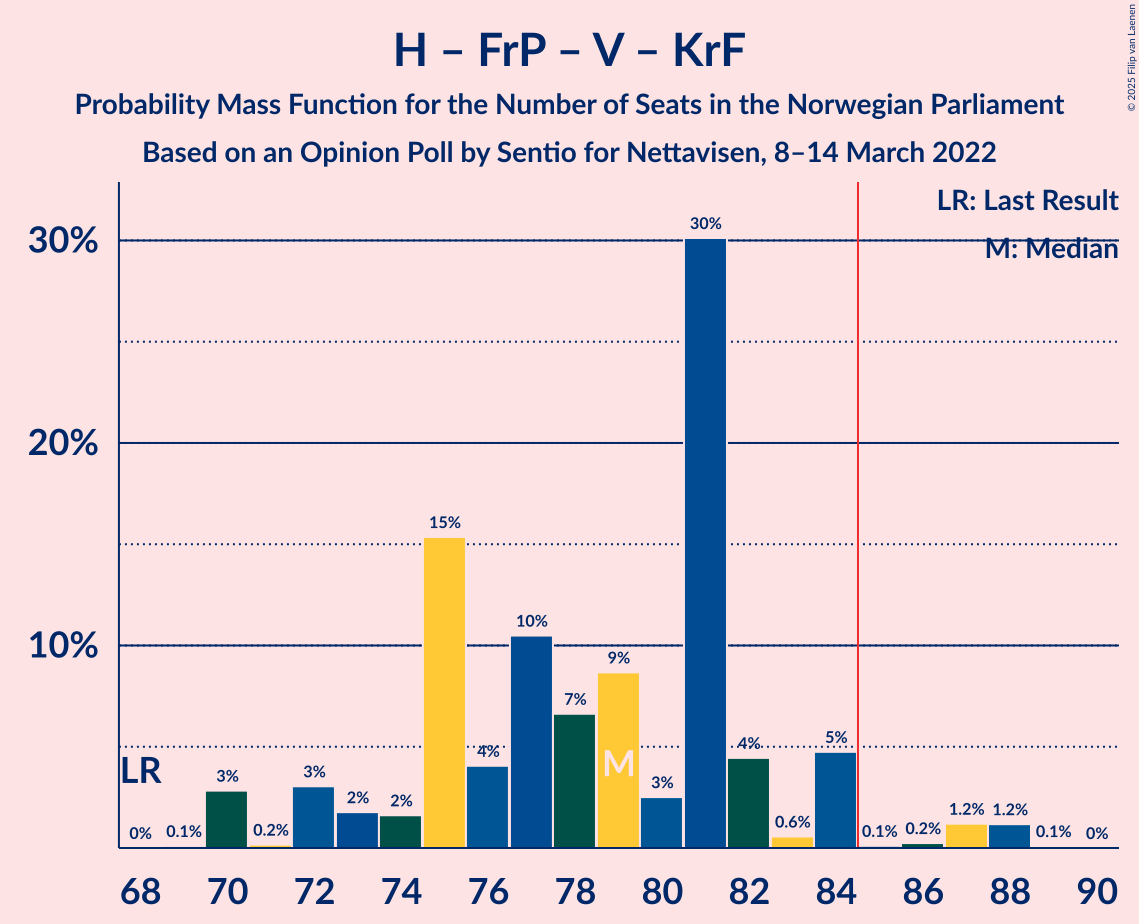 H – FrP – V – KrF
Probability Mass Function for the Number of Seats in the Norwegian Parliament
Based on an Opinion Poll by Sentio for Nettavisen, 8–14 March 2022
© 2025 Filip van Laenen
LR: Last Result
M: Median
30%
20%
10%
LR
M
0%
0.1%
3%
0.2%
3%
2%
2%
15%
4%
10%
7%
9%
3%
30%
4%
0.6%
5%
0.1%
0.2%
1.2%
1.2%
0.1%
0%
68 70 72 74 76 78 80 82 84 86 88 90